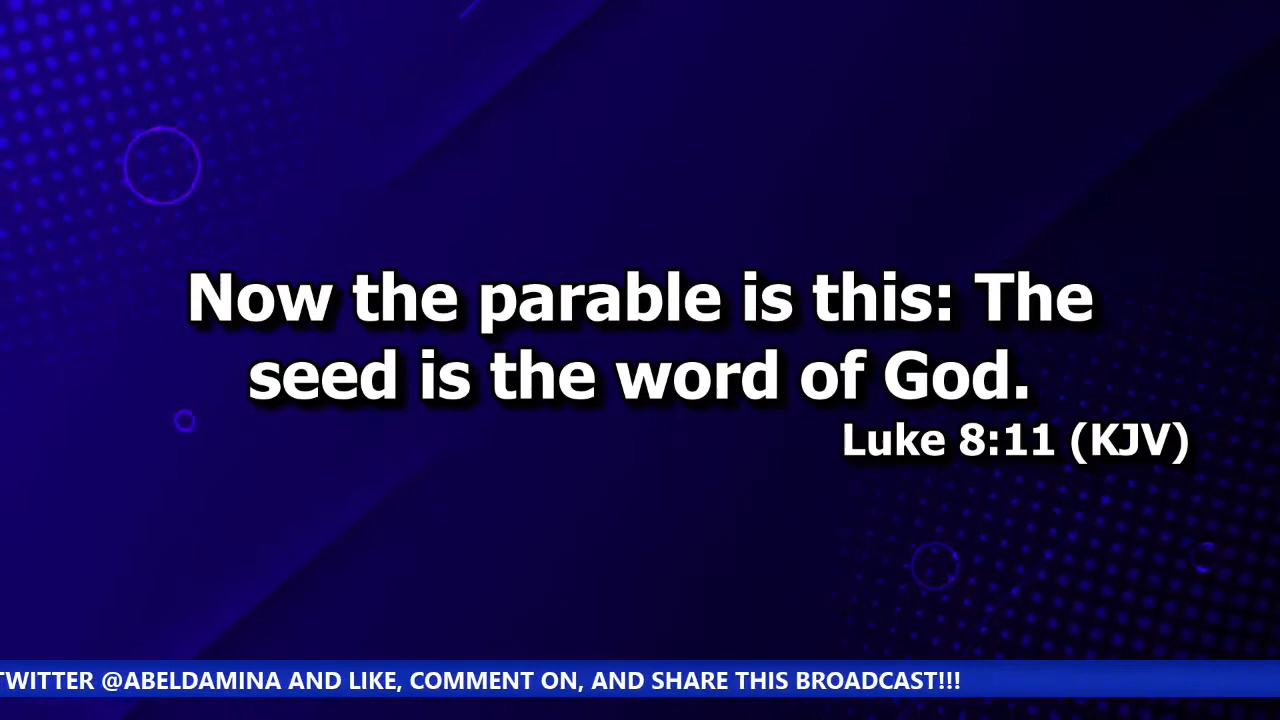 Now the parable is this: The
seed is the word of God.
Luke 8:11 (KJV)
TWITTER @ABELDAMINA AND LIKE, COMMENT ON, AND SHARE THIS BROADCAST!!!